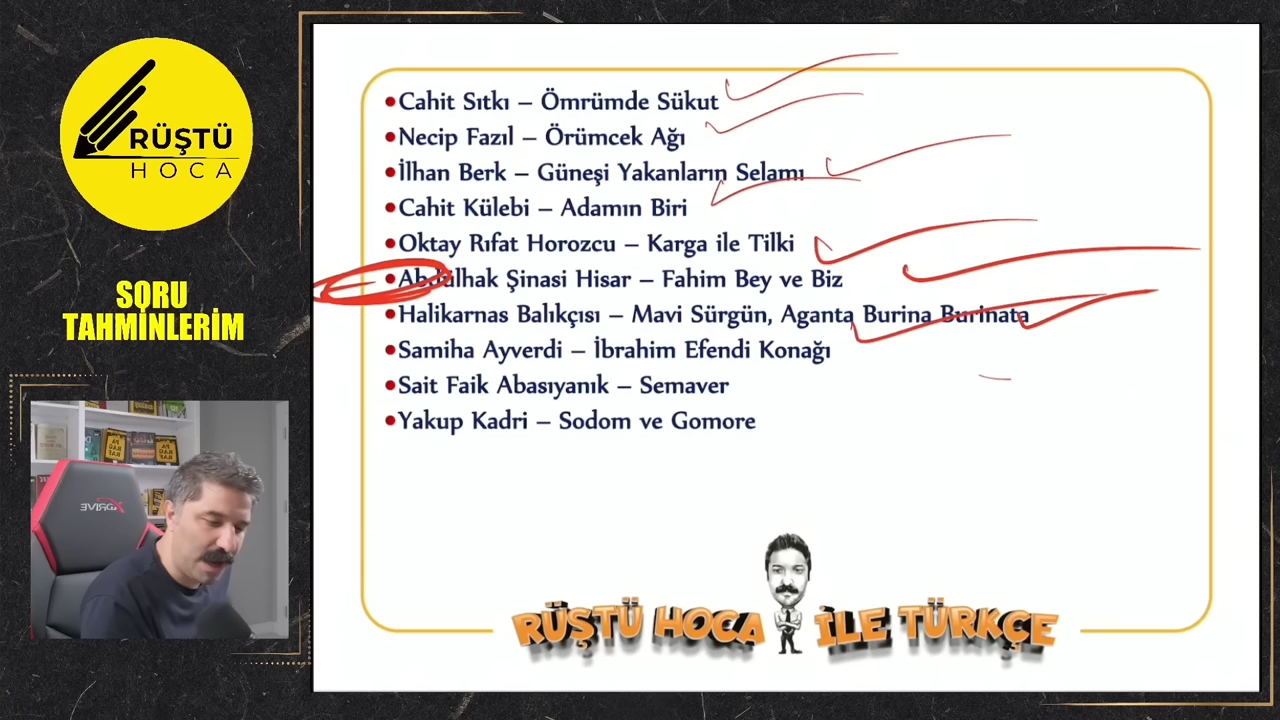 RÜŞTÜ
HOCA
SORU
TAHMİNLERİM
•Cahit Sıtkı – Ömrümde Sükut
•Necip Fazıl – Örümcek Ağı
•İlhan Berk – Güneşi Yakanların Selamı
•Cahit Külebi – Adamın Biri
•Oktay Rıfat Horozcu – Karga ile Tilki
•Abdülhak Şinasi Hisar – Fahim Bey ve Biz
•Halikarnas Balıkçısı – Mavi Sürgün, Aganta Burina Burinata
•Samiha Ayverdi – İbrahim Efendi Konağı
•Sait Faik Abasıyanık – Semaver
•Yakup Kadri – Sodom ve Gomore
RÜŞTÜ HOCA İLE TÜRKÇE